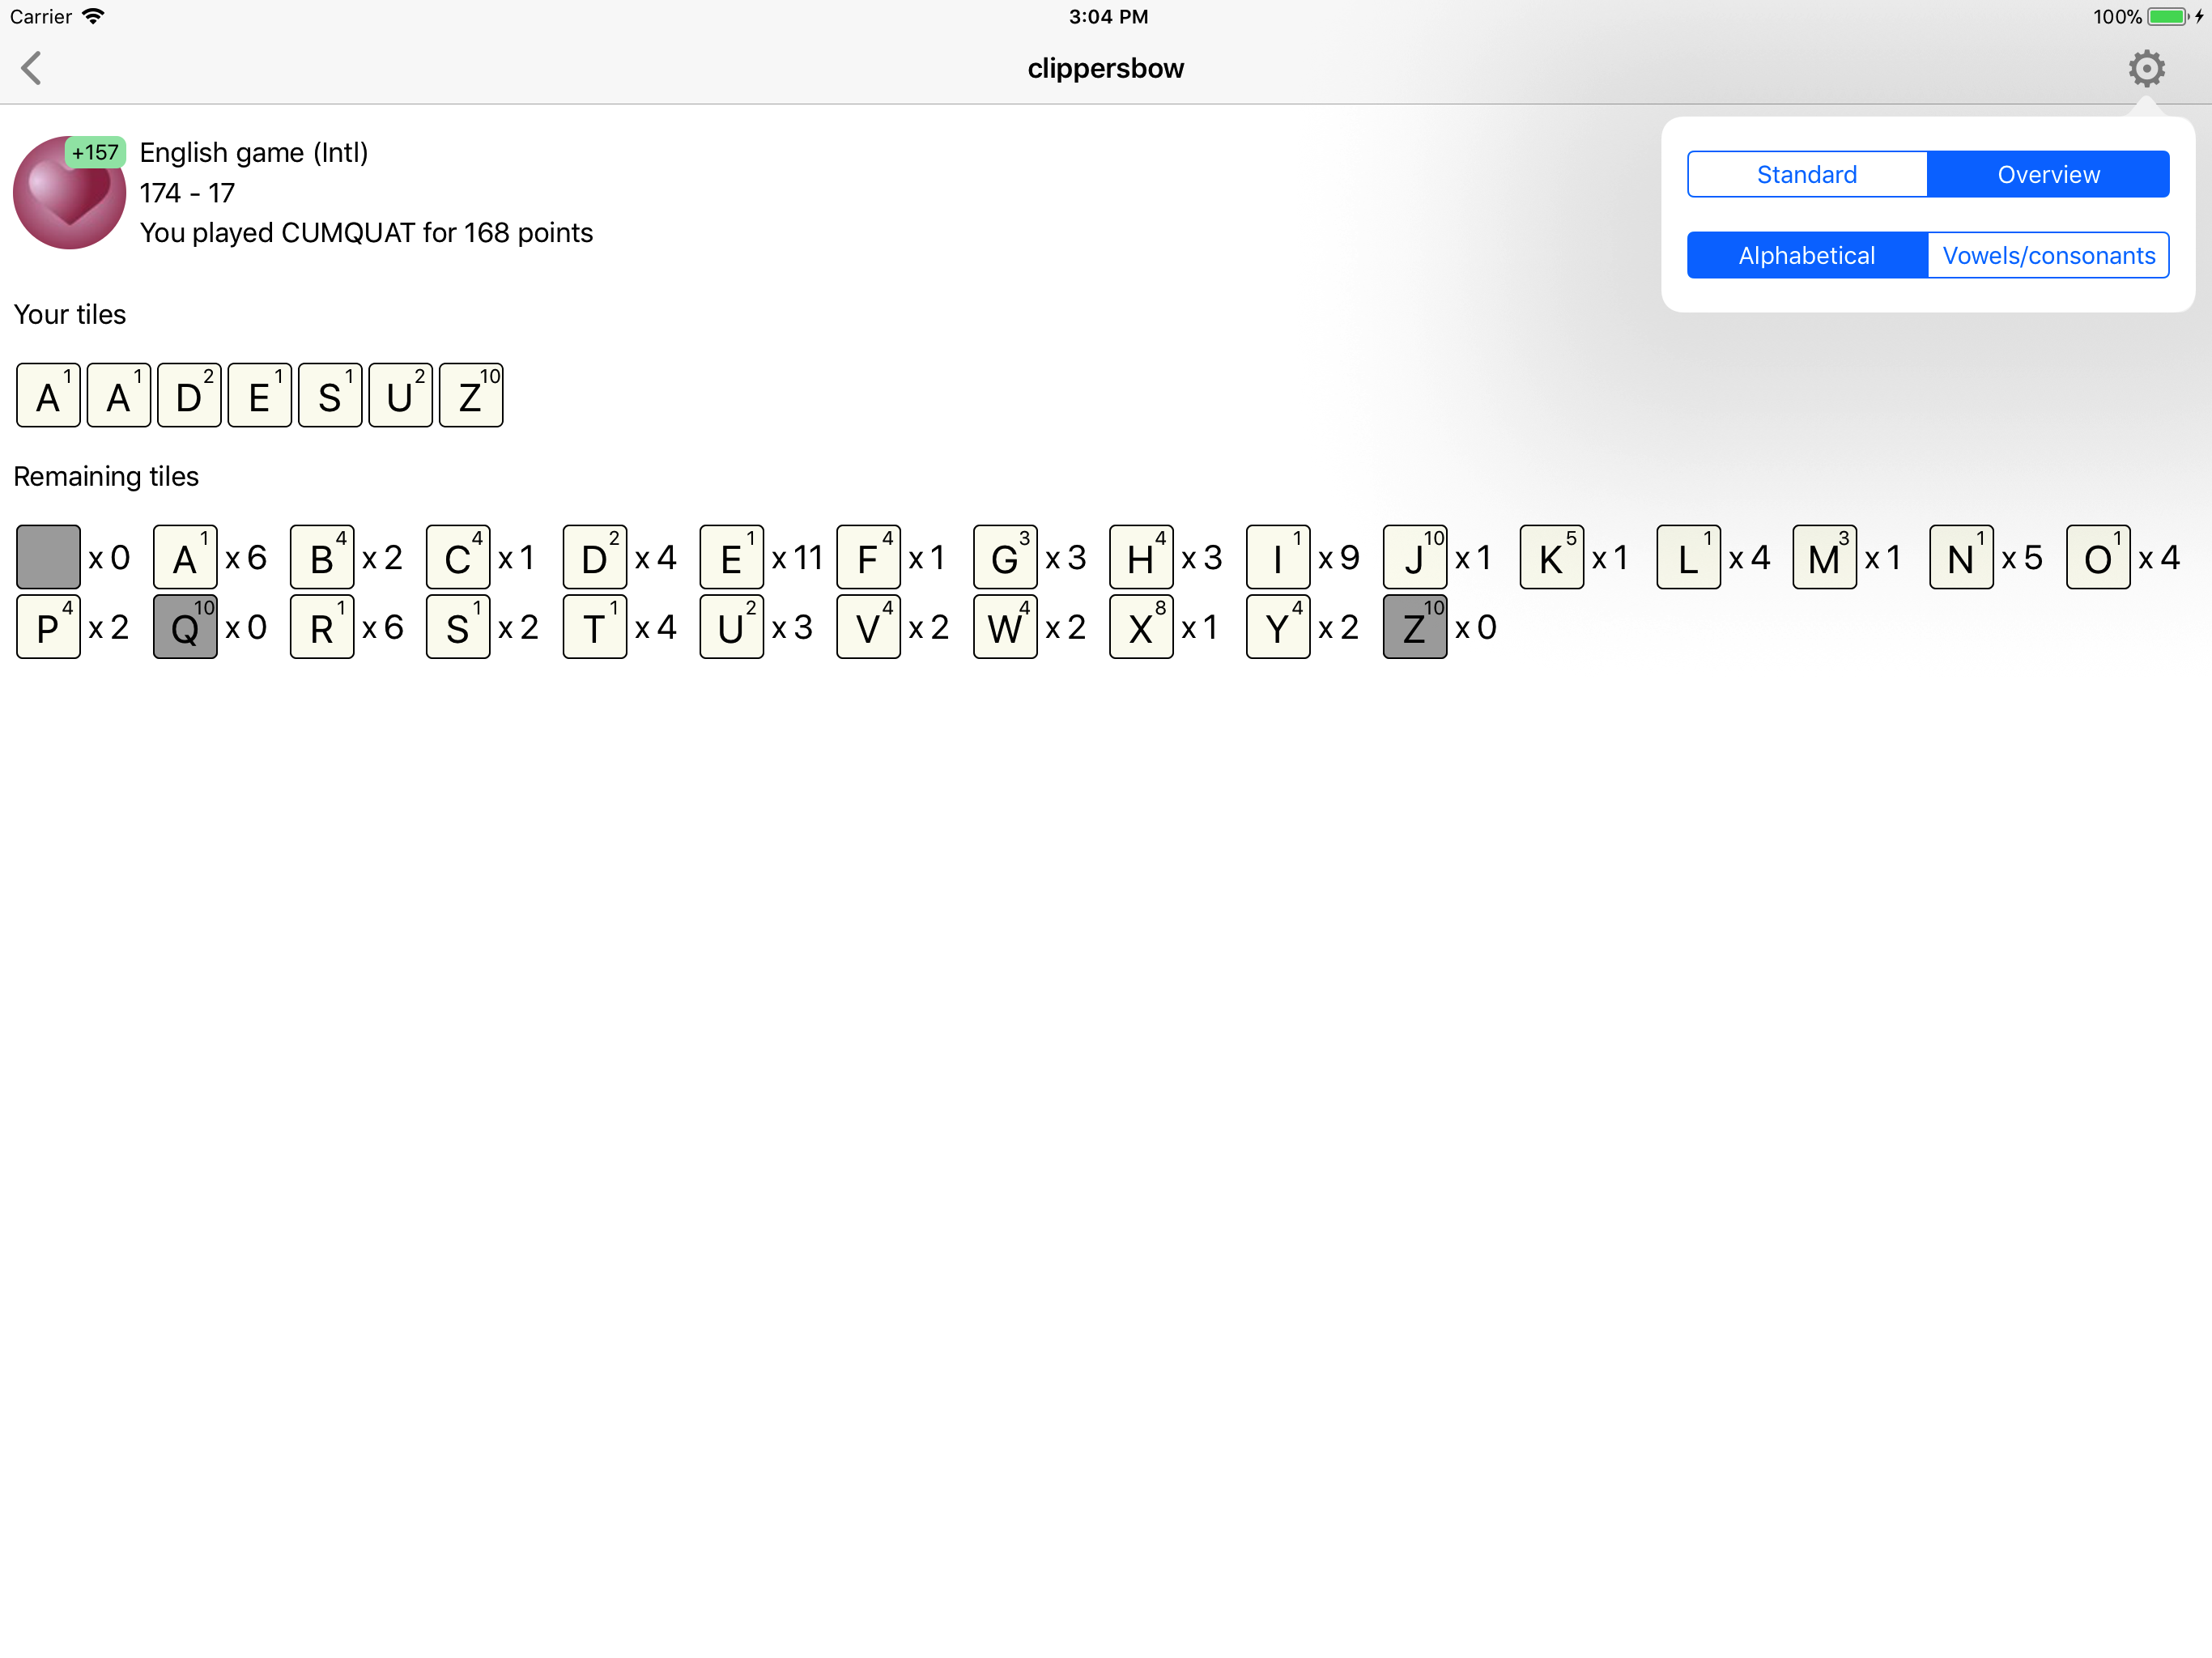 Carrier 3:04 PM 100%
clippersbow
+157
English game (Intl)
174 - 17
You played CUMQUAT for 168 points
Standard Overview
Alphabetical Vowels/consonants
Your tiles
A 1 A 1 D 2 E 1 S 1 U 2 Z 10
Remaining tiles
x 0 A 1 x 6 B 4 x 2 C 4 x 1 D 2 x 4 E 1 x 11 F 4 x 1 G 3 x 3 H 4 x 3 I 1 x 9 J 10 x 1 K 5 x 1 L 1 x 4 M 3 x 1 N 1 x 5 O 1 x 4
P 4 x 2 Q 10 x 0 R 1 x 6 S 1 x 2 T 1 x 4 U 2 x 3 V 4 x 2 W 4 x 2 X 8 x 1 Y 4 x 2 Z 10 x 0